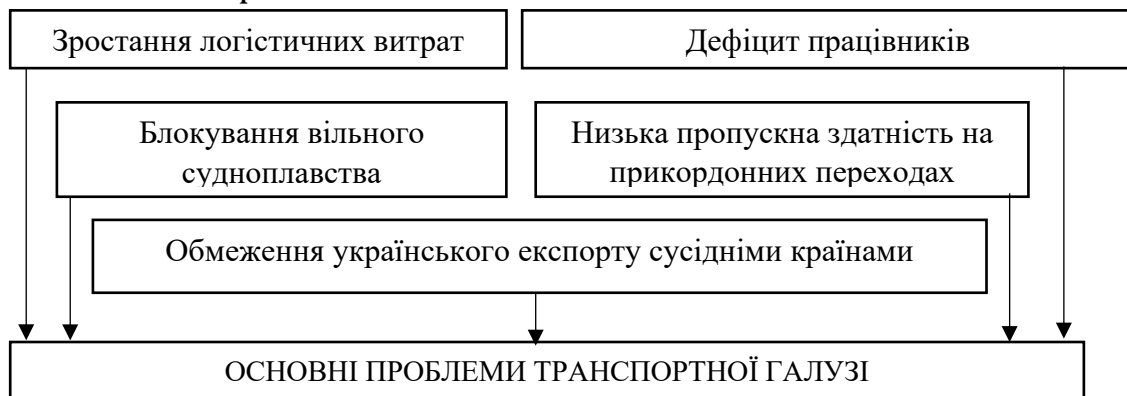 Зростання логістичних витрат
Дефіцит працівників
Блокування вільного
судноплавства
Низька пропускна здатність на
прикордонних переходах
Обмеження українського експорту сусідніми країнами
ОСНОВНІ ПРОБЛЕМИ ТРАНСПОРТНОЇ ГАЛУЗІ